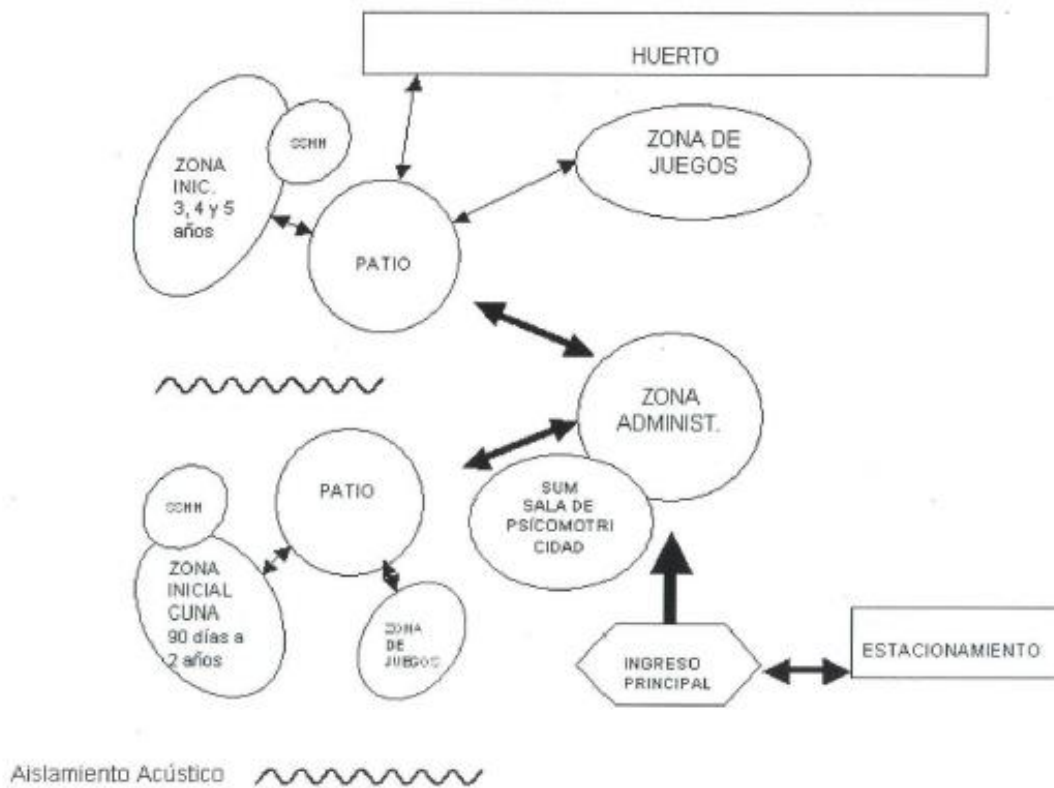 HUERTO
ZONA DE
JUEGOS
SSHH
ZONA
INIC.
3, 4 y 5
años
PATIO
ZONA
ADMINIST.
PATIO
SUM
SALA DE
PSÍCOMOTRI
CIDAD
SSHH
ZONA
INICIAL
CUNA
90 días a
2 años
ZONA
DE
JUEGOS
INGRESO
PRINCIPAL
ESTACIONAMIENTO
Aislamiento Acústico